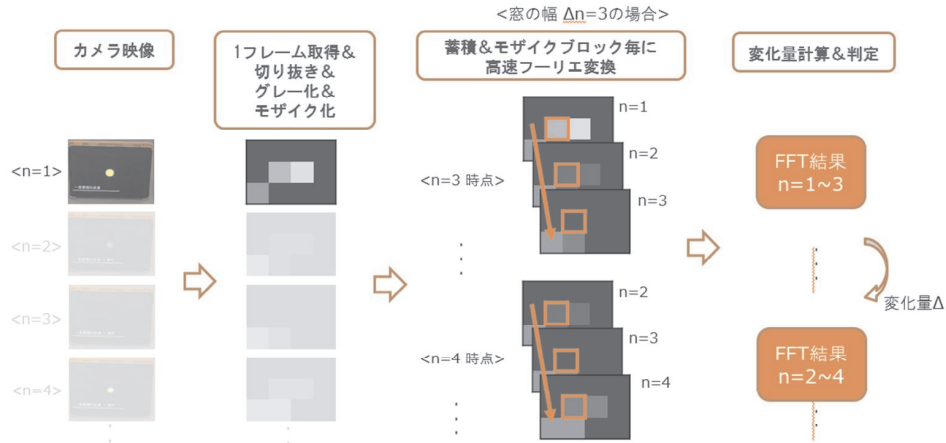 <窓の幅 Δn=3の場合>
カメラ映像
1フレーム取得&
切り抜き&
グレー化&
モザイク化
蓄積&モザイクブロック毎に
高速フーリエ変換
変化量計算&判定
<n=1>
<n=2>
<n=3>
<n=4>
<n=3 時点>
n=1
n=2
n=3
<n=4 時点>
n=2
n=3
n=4
FFT結果
n=1~3
変化量Δ
FFT結果
n=2~4